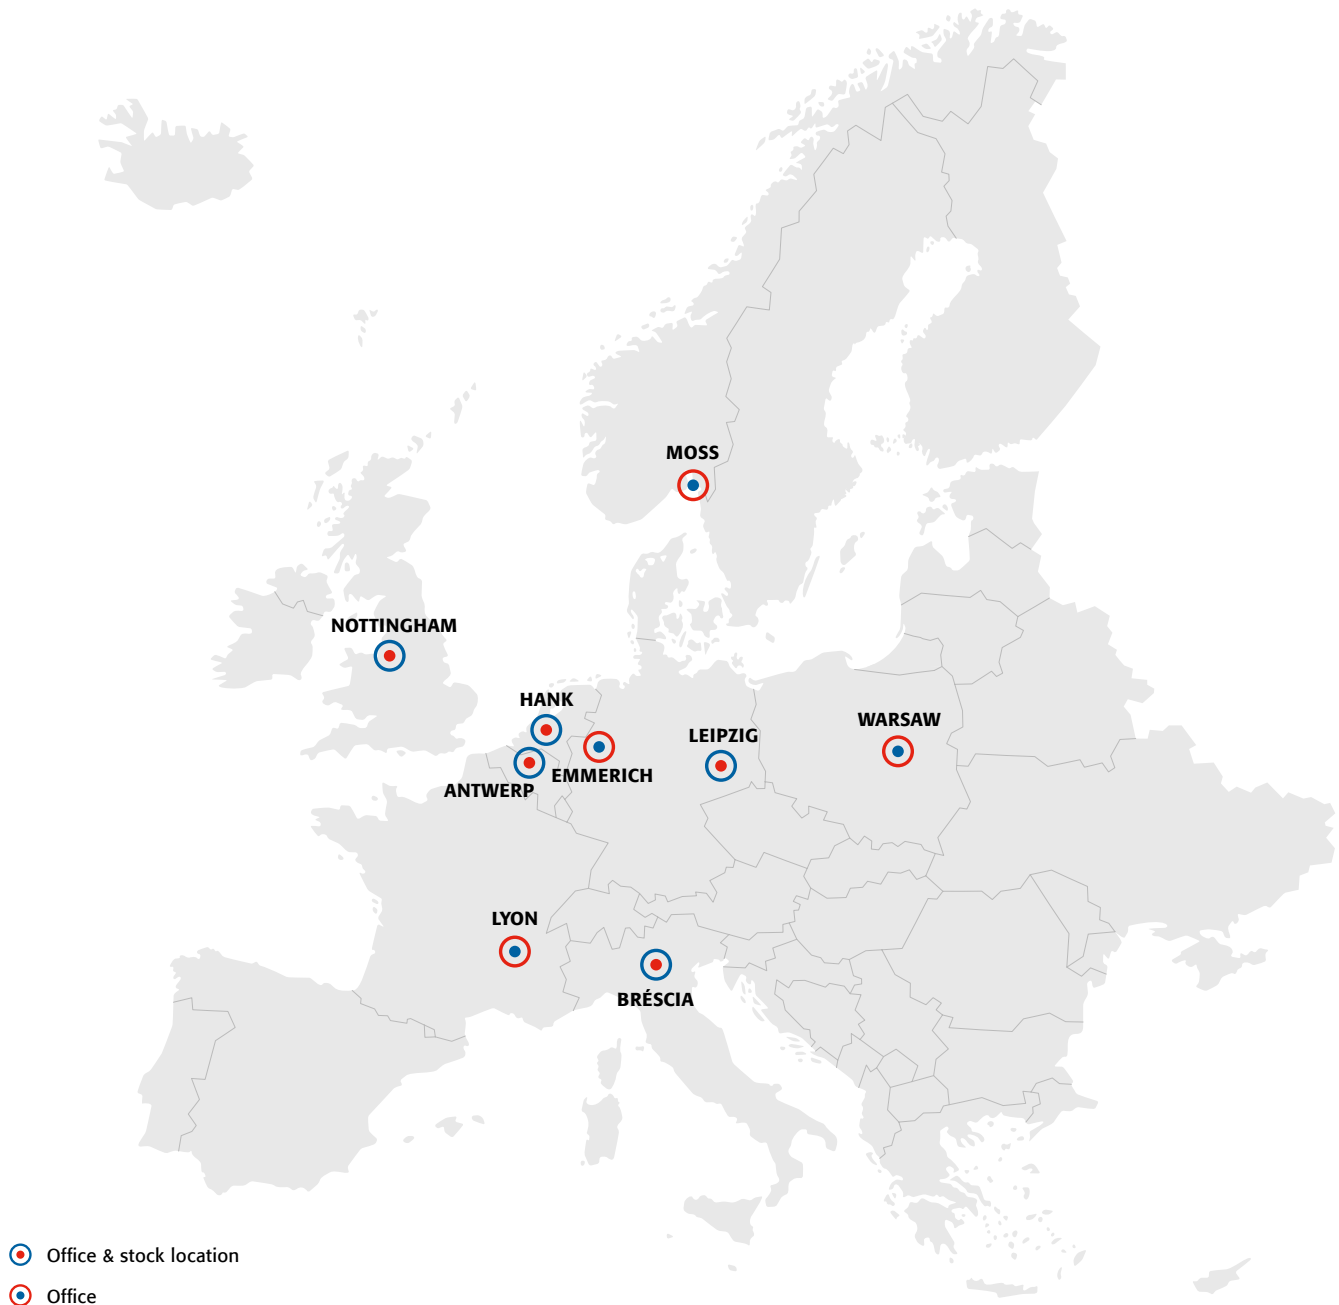 MOSS
NOTTINGHAM
HANK
WARSAW
LEIPZIG
EMMERICH
ANTWERP
LYON
BRÉSCIA
Office & stock location
Office